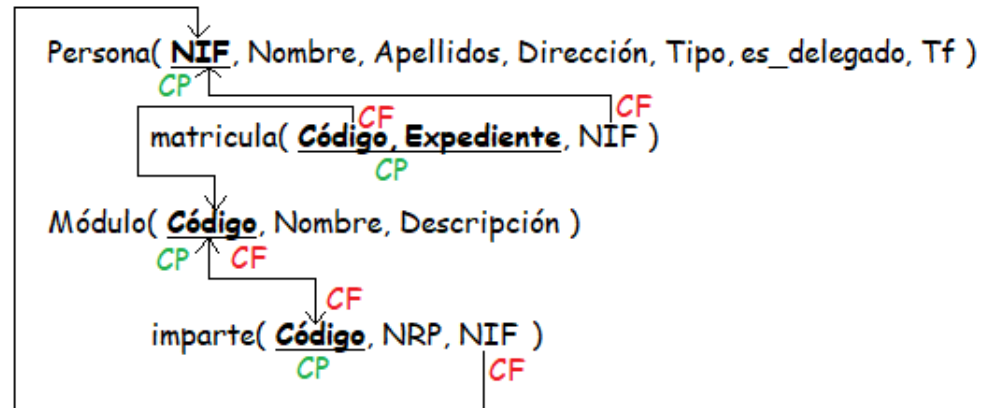 Persona( NIF, Nombre, Apellidos, Dirección, Tipo, es_delegado, Tf )
CP
CF
CF
matricula( Código, Expediente, NIF )
CP
Módulo( Código, Nombre, Descripción )
CP CF
CF
imparte( Código, NRP, NIF )
CP
CF